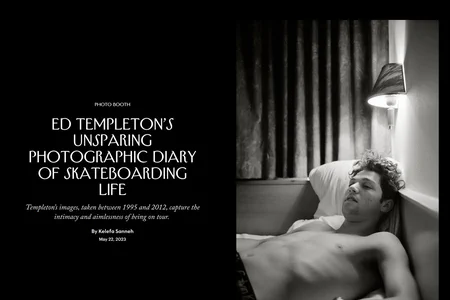 PHOTO BOOTH
ED TEMPLETON'S
UNSPARING
PHOTOGRAPHIC DIARY
OF SKATEBOARDING
LIFE
Templeton's images, taken between 1995 and 2012, capture the
intimacy and aimlessness of being on tour.
By Kelefa Sanneh
May 22, 2023